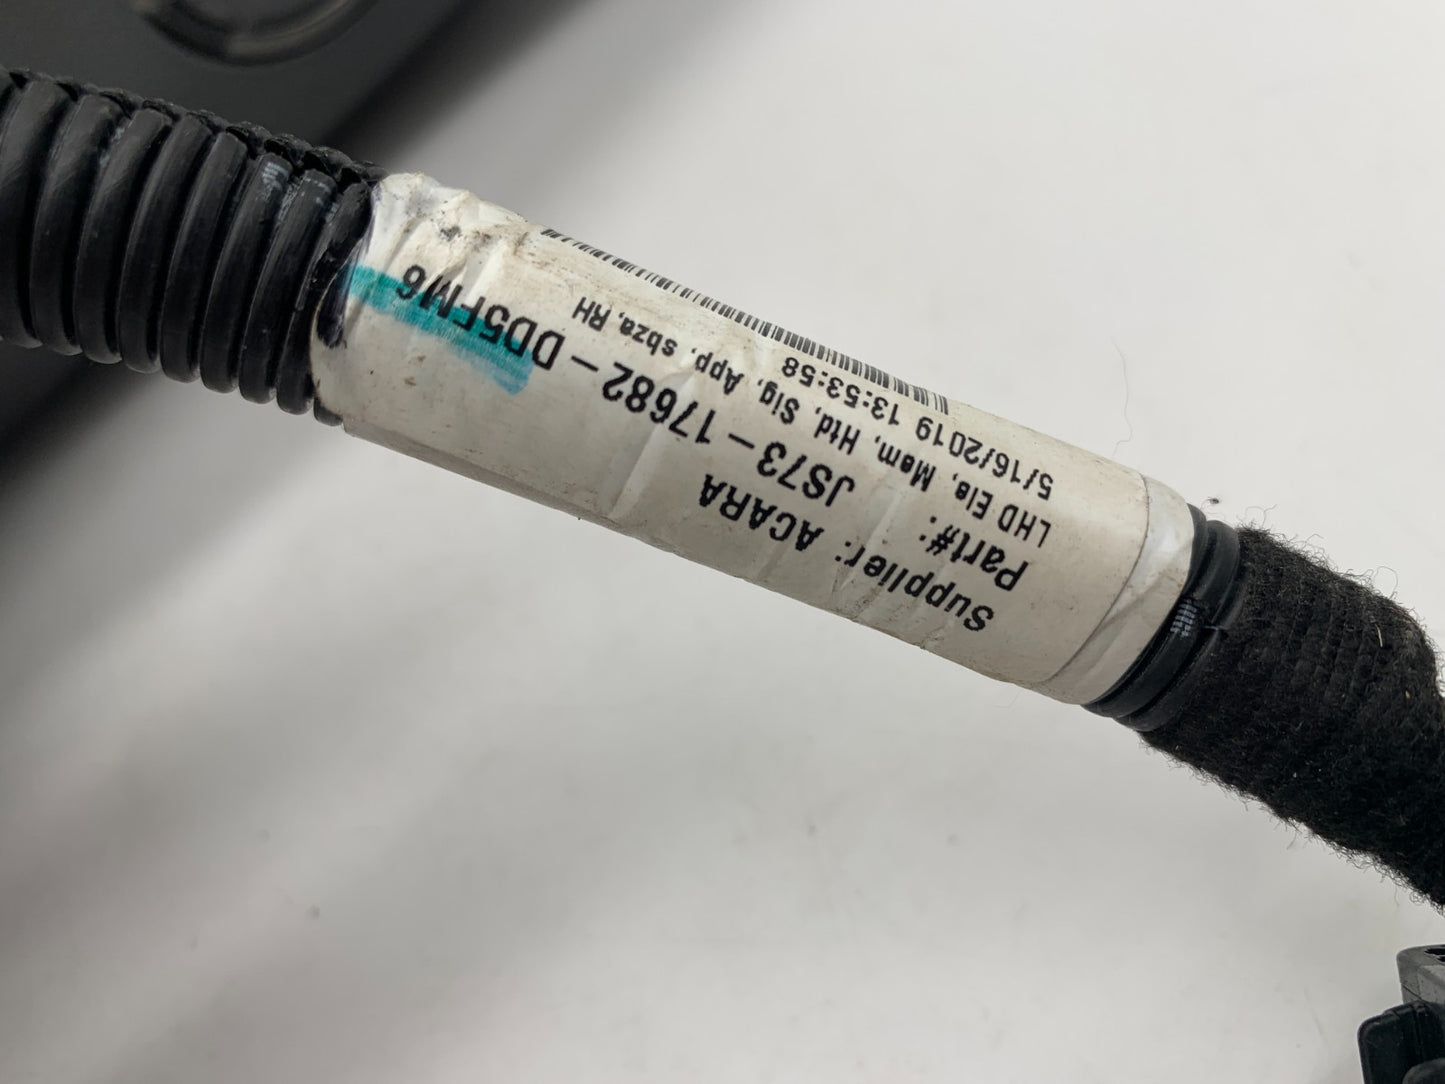 Supplier: ACARA
Part#: JS73-17682-DD5FM6
LHD Ele, Mem, Htd, Sig, App, sbza, RH
5/16/2019 13:53:58